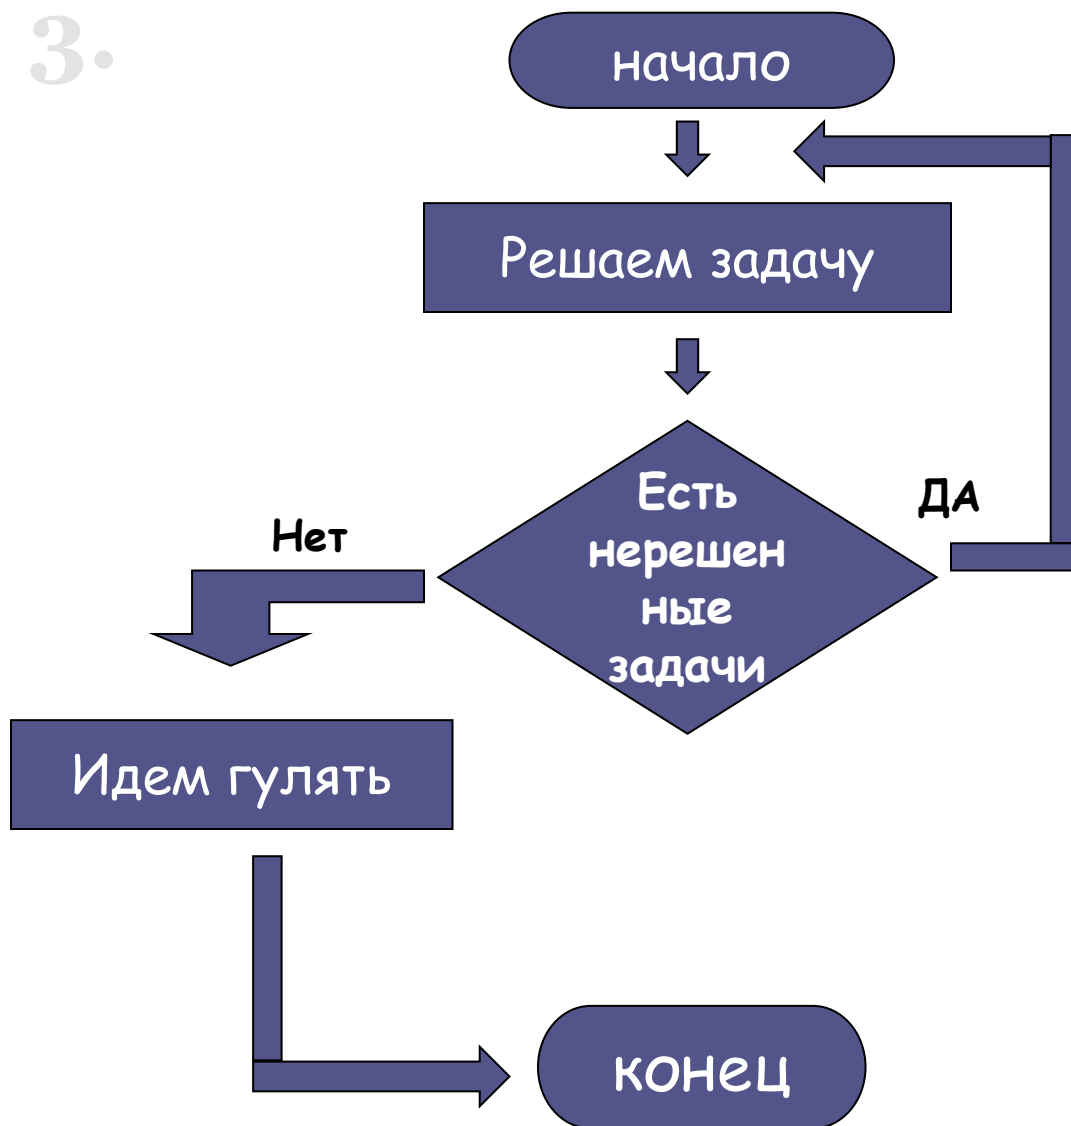 3.
начало
Решаем задачу
Есть
нерешен
ные
задачи
ДА
Нет
Идем гулять
конец